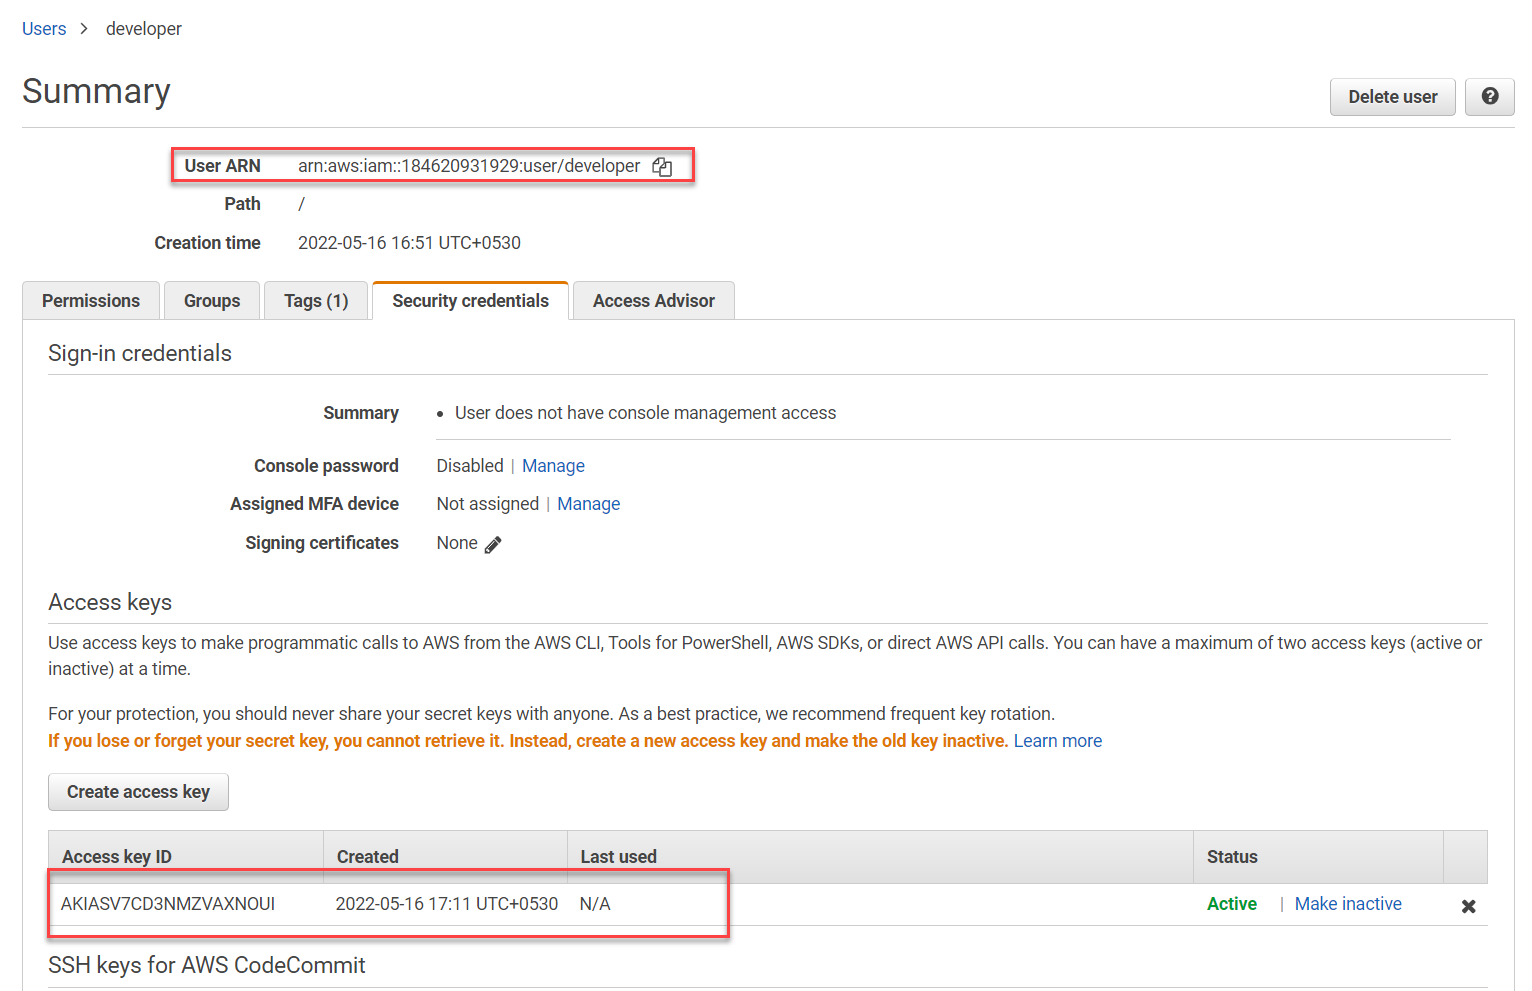 Users > developer
Summary
Delete user
User ARN arn:aws:iam::184620931929:user/developer
Path /
Creation time 2022-05-16 16:51 UTC+0530
Permissions Groups Tags (1) Security credentials Access Advisor
Sign-in credentials
Summary • User does not have console management access
Console password Disabled | Manage
Assigned MFA device Not assigned | Manage
Signing certificates None
Access keys
Use access keys to make programmatic calls to AWS from the AWS CLI, Tools for PowerShell, AWS SDKs, or direct AWS API calls. You can have a maximum of two access keys (active or
inactive) at a time.
For your protection, you should never share your secret keys with anyone. As a best practice, we recommend frequent key rotation.
If you lose or forget your secret key, you cannot retrieve it. Instead, create a new access key and make the old key inactive. Learn more
Create access key
Access key ID Created Last used Status
AKIASV7CD3NMZVAXNOUI 2022-05-16 17:11 UTC+0530 N/A Active | Make inactive
SSH keys for AWS CodeCommit